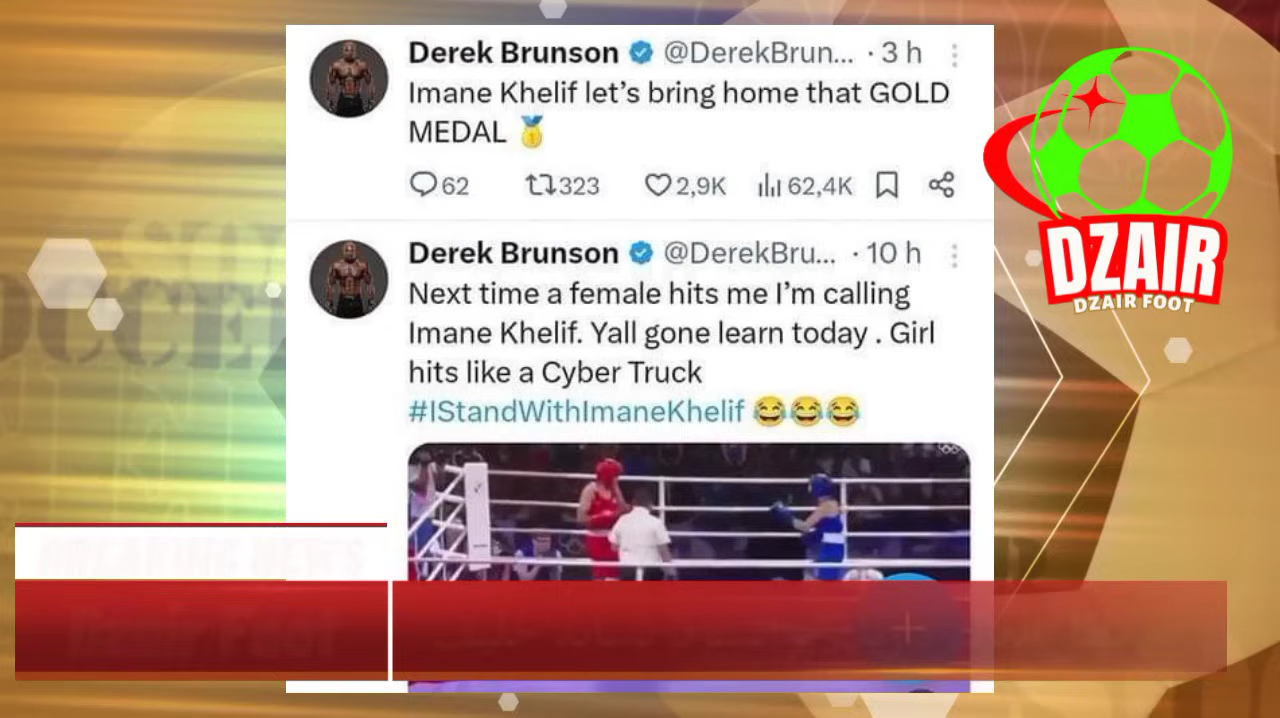 Derek Brunson @DerekBrun... · 3 h
Imane Khelif let’s bring home that GOLD
MEDAL 🥇
62 323 2,9K 62,4K
Derek Brunson @DerekBru... · 10 h
Next time a female hits me I’m calling
Imane Khelif. Yall gone learn today . Girl
hits like a Cyber Truck
#IStandWithImaneKhelif 😂😂😂
DZAIR
DZAIR FOOT
BREAKING NEWS